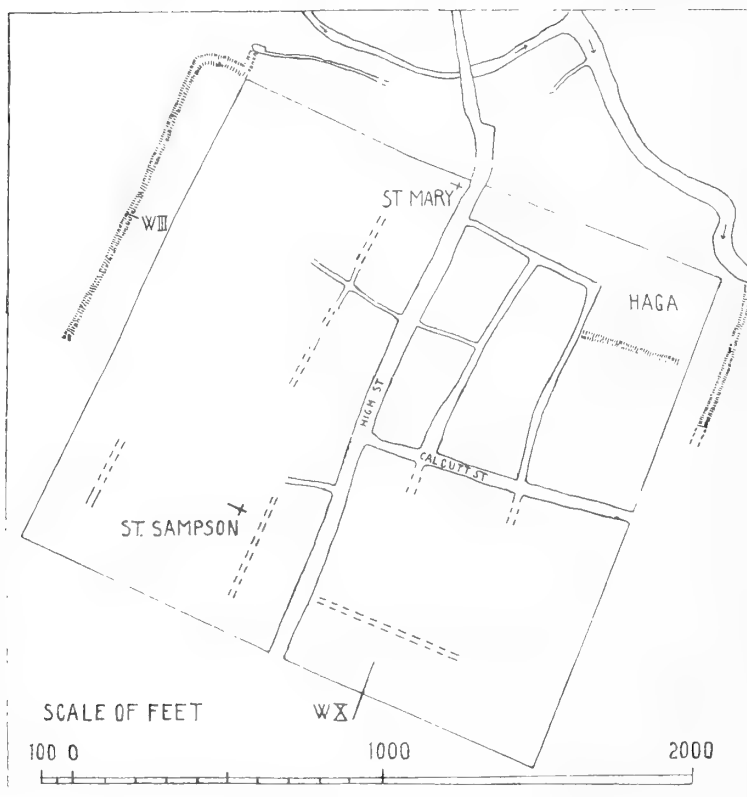 ST MARY
W III
HAGA
HIGH ST
CALCUTT ST
ST. SAMPSON
SCALE OF FEET
W X
100 0 1000 2000